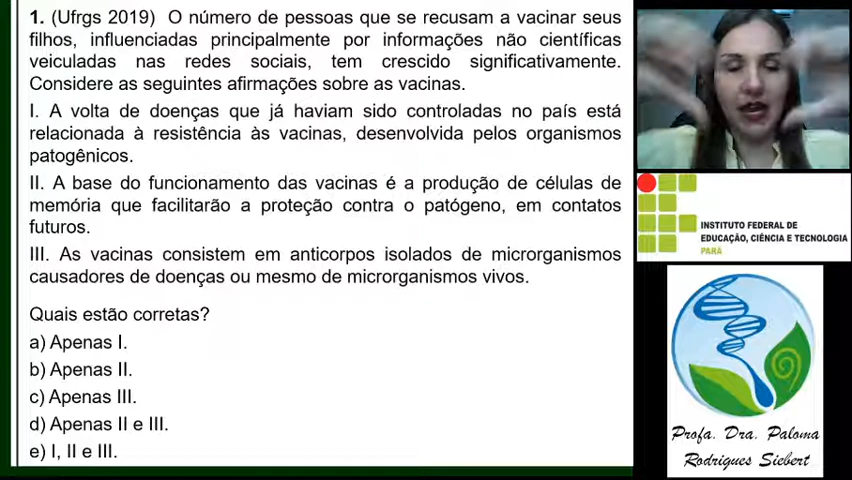 1. (Ufrgs 2019) O número de pessoas que se recusam a vacinar seus
filhos, influenciadas principalmente por informações não científicas
veiculadas nas redes sociais, tem crescido significativamente.
Considere as seguintes afirmações sobre as vacinas.
I. A volta de doenças que já haviam sido controladas no país está
relacionada à resistência às vacinas, desenvolvida pelos organismos
patogênicos.
II. A base do funcionamento das vacinas é a produção de células de
memória que facilitarão a proteção contra o patógeno, em contatos
futuros.
III. As vacinas consistem em anticorpos isolados de microrganismos
causadores de doenças ou mesmo de microrganismos vivos.
Quais estão corretas?
a) Apenas I.
b) Apenas II.
c) Apenas III.
d) Apenas II e III.
e) I, II e III.
INSTITUTO FEDERAL DE
EDUCAÇÃO, CIÊNCIA E TECNOLOGIA
PARÁ
Profa. Dra. Paloma
Rodrigues Siebert